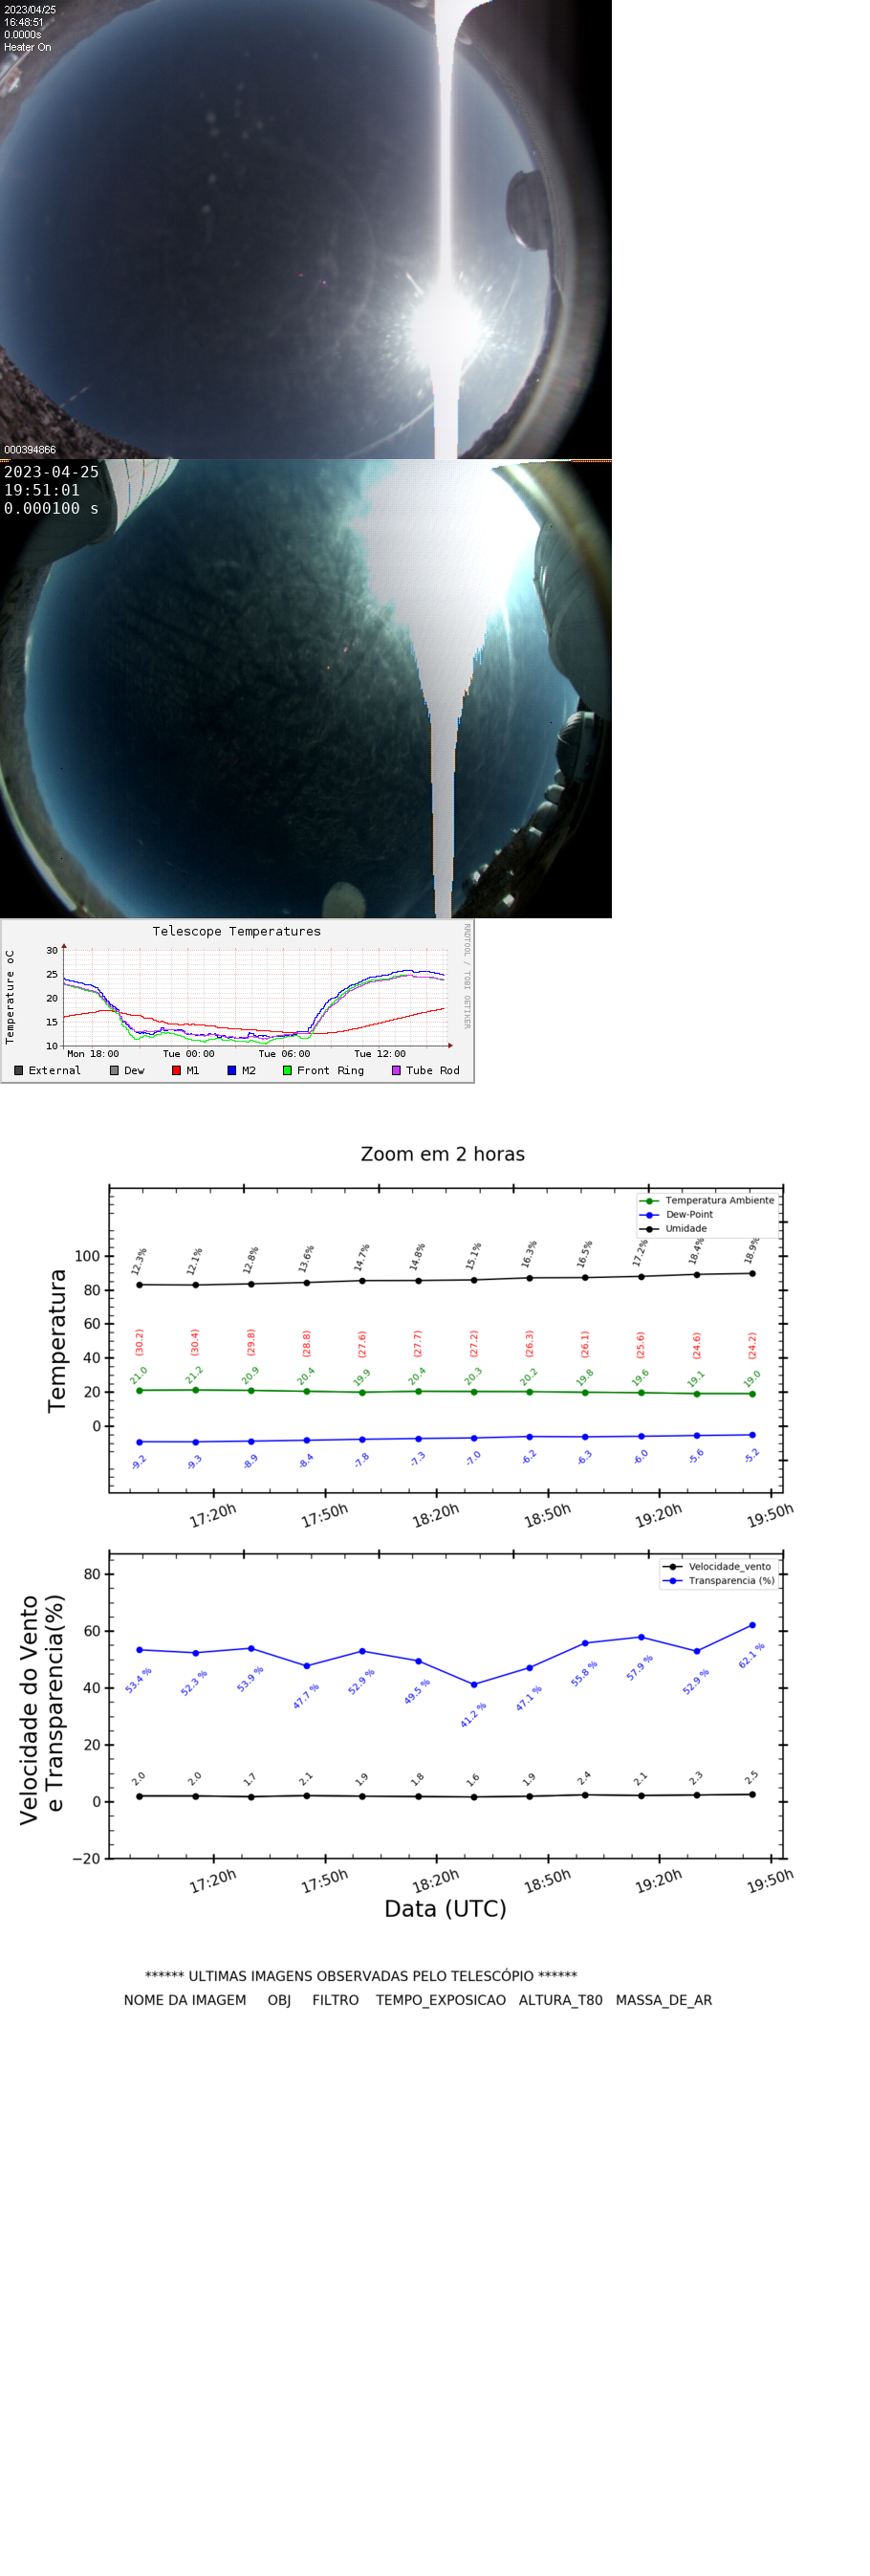 2023/04/25
16:48:51
0.0000s
Heater On
000394866
2023-04-25
19:51:01
0.000100 s
Telescope Temperatures
RRDTOOL / TOBI OETIKER
Temperature oC
30
25
20
15
10
Mon 18:00 Tue 00:00 Tue 06:00 Tue 12:00
External Dew M1 M2 Front Ring Tube Rod
Zoom em 2 horas
Temperatura Ambiente
Dew-Point
Umidade
Temperatura
100
80
60
40
20
0
12.3% 12.1% 12.8% 13.6% 14.7% 14.8% 15.1% 16.3% 16.5% 17.2% 18.4% 18.9%
(30.2) (30.4) (29.8) (28.8) (27.6) (27.7) (27.2) (26.3) (26.1) (25.6) (24.6) (24.2)
21.0 21.2 20.9 20.4 19.9 20.4 20.3 20.2 19.8 19.6 19.1 19.0
-9.2 -9.3 -8.9 -8.4 -7.8 -7.3 -7.0 -6.2 -6.3 -6.0 -5.6 -5.2
17:20h 17:50h 18:20h 18:50h 19:20h 19:50h
Velocidade_vento
Transparencia (%)
Velocidade do Vento
e Transparencia(%)
80
60
40
20
0
−20
53.4 % 52.3 % 53.9 % 47.7 % 52.9 % 49.5 % 41.2 % 47.1 % 55.8 % 57.9 % 52.9 % 62.1 %
2.0 2.0 1.7 2.1 1.9 1.8 1.6 1.9 2.4 2.1 2.3 2.5
17:20h 17:50h 18:20h 18:50h 19:20h 19:50h
Data (UTC)
****** ULTIMAS IMAGENS OBSERVADAS PELO TELESCÓPIO ******
NOME DA IMAGEM OBJ FILTRO TEMPO_EXPOSICAO ALTURA_T80 MASSA_DE_AR